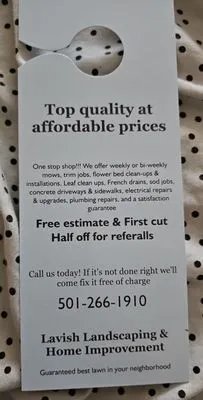 Top quality at
affordable prices
One stop shop!!! We offer weekly or bi-weekly
mows, trim jobs, flower bed clean-ups &
installations. Leaf clean ups, French drains, sod jobs,
concrete driveways & sidewalks, electrical repairs
& upgrades, plumbing repairs, and a satisfaction
guarantee
Free estimate & First cut
Half off for referalls
Call us today! If it's not done right we'll
come fix it free of charge
501-266-1910
Lavish Landscaping &
Home Improvement
Guaranteed best lawn in your neighborhood